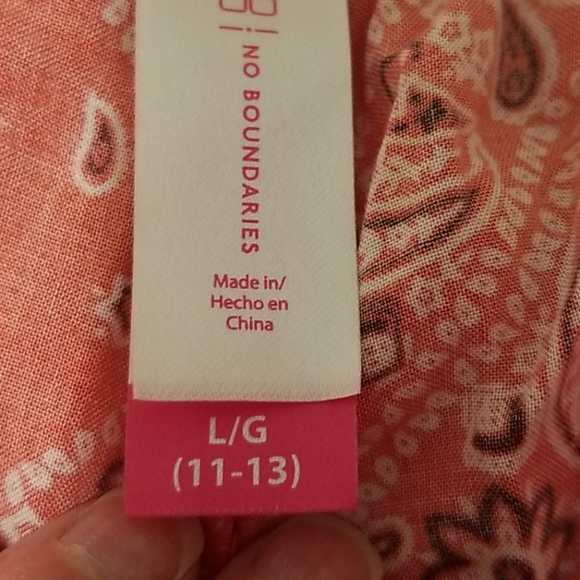 NO BOUNDARIES
Made in/
Hecho en
China
L/G
(11-13)